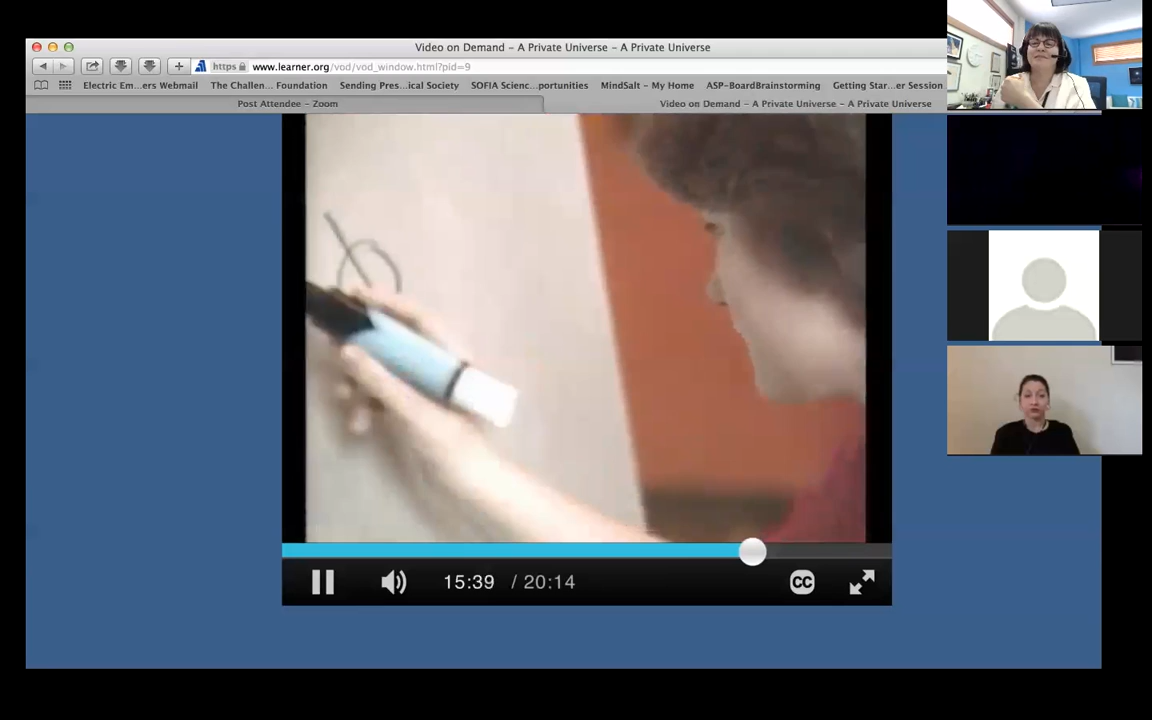 Video on Demand – A Private Universe – A Private Universe
https www.learner.org/vod/vod_window.html?pid=9
Electric Em...ers Webmail The Challen... Foundation Sending Pres...ical Society SOFIA Scienc...portunities MindSalt – My Home ASP-BoardBrainstorming Getting Star...er Session
Post Attendee – Zoom Video on Demand – A Private Universe – A Private Universe
15:39 / 20:14 CC